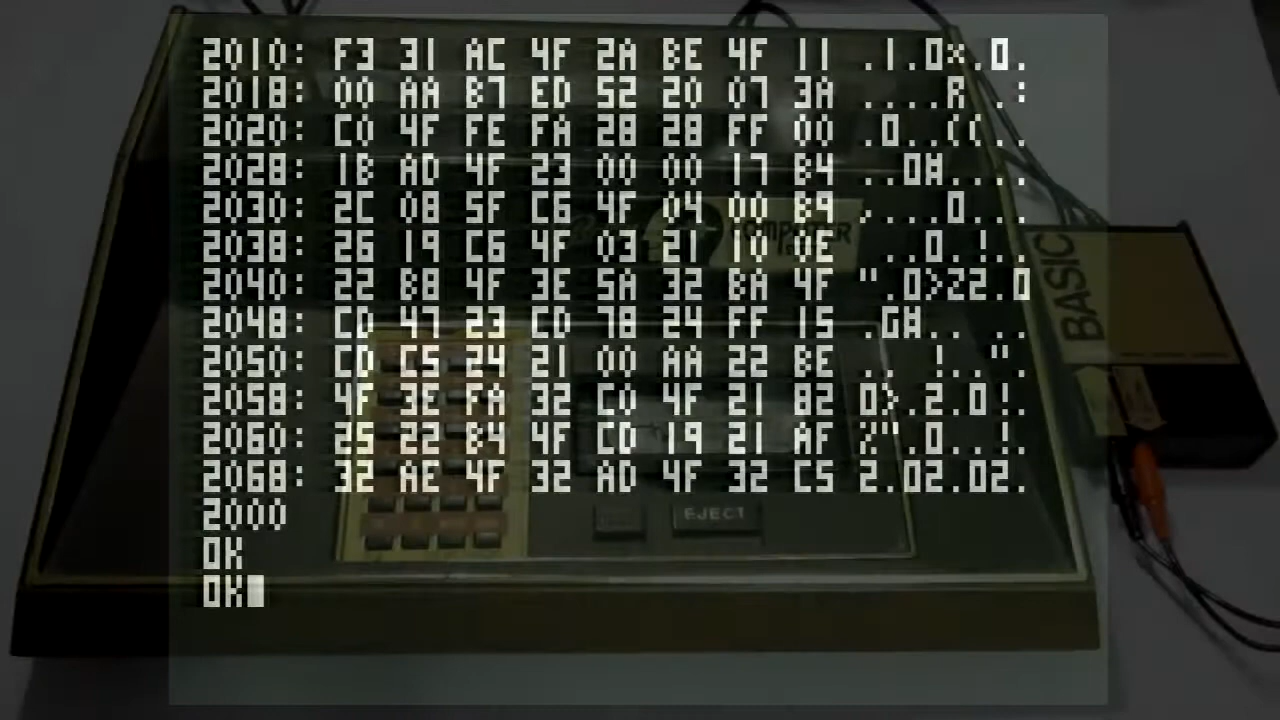 2010: F3 31 AC 4F 2A BE 4F 11 .1.O*.O.
2018: 00 AA B7 ED 52 20 07 3A ....R .:
2020: C0 4F FE FA 28 28 FF 00 .O..((..
2028: 1B AD 4F 23 00 00 17 B4 ..O#....
2030: 2C 08 5F C6 4F 04 00 B9 ,...O...
2038: 26 19 C6 4F 03 21 10 0E  ..O.!..
2040: 22 B8 4F 3E 5A 32 BA 4F ".O>Z2.O
2048: CD 47 23 CD 78 24 FF 15 .G#.. ..
2050: CD C5 24 21 00 AA 22 BE .. !..".
2058: 4F 3E FA 32 C0 4F 21 82 O>.2.O!.
2060: 25 22 B4 4F CD 19 21 AF %".O..!.
2068: 32 AE 4F 32 AD 4F 32 C5 2.O2.O2.
2000
OK
OK
COMPUTER
BASIC
EJECT